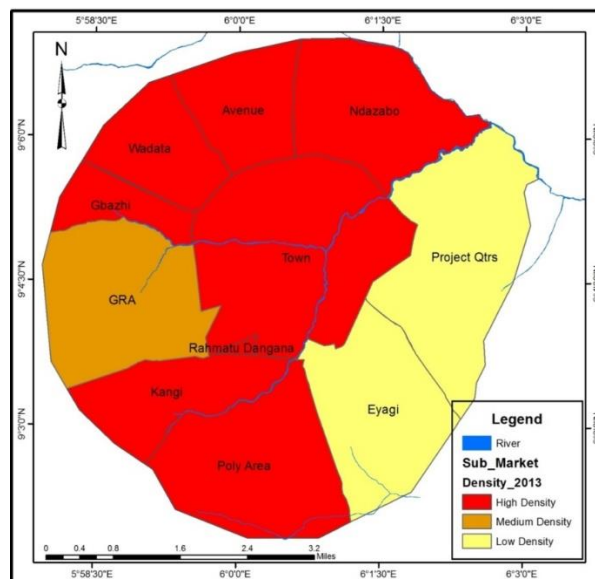 5°58'30"E 6°0'0" 6°1'30"E 6°3'0"E
N
9°6'0"N
9°4'30"N
9°3'0"N
Avenue
Ndazabo
Wadata
Gbazhi
Town
Project Qtrs
GRA
Rahmatu Dangana
Kangi
Eyagi
Poly Area
Legend
River
Sub_Market
Density_2013
High Density
Medium Density
Low Density
0 0.4 0.8 1.6 2.4 3.2
Miles
5°58'30"E 6°0'0" 6°1'30"E 6°3'0"E